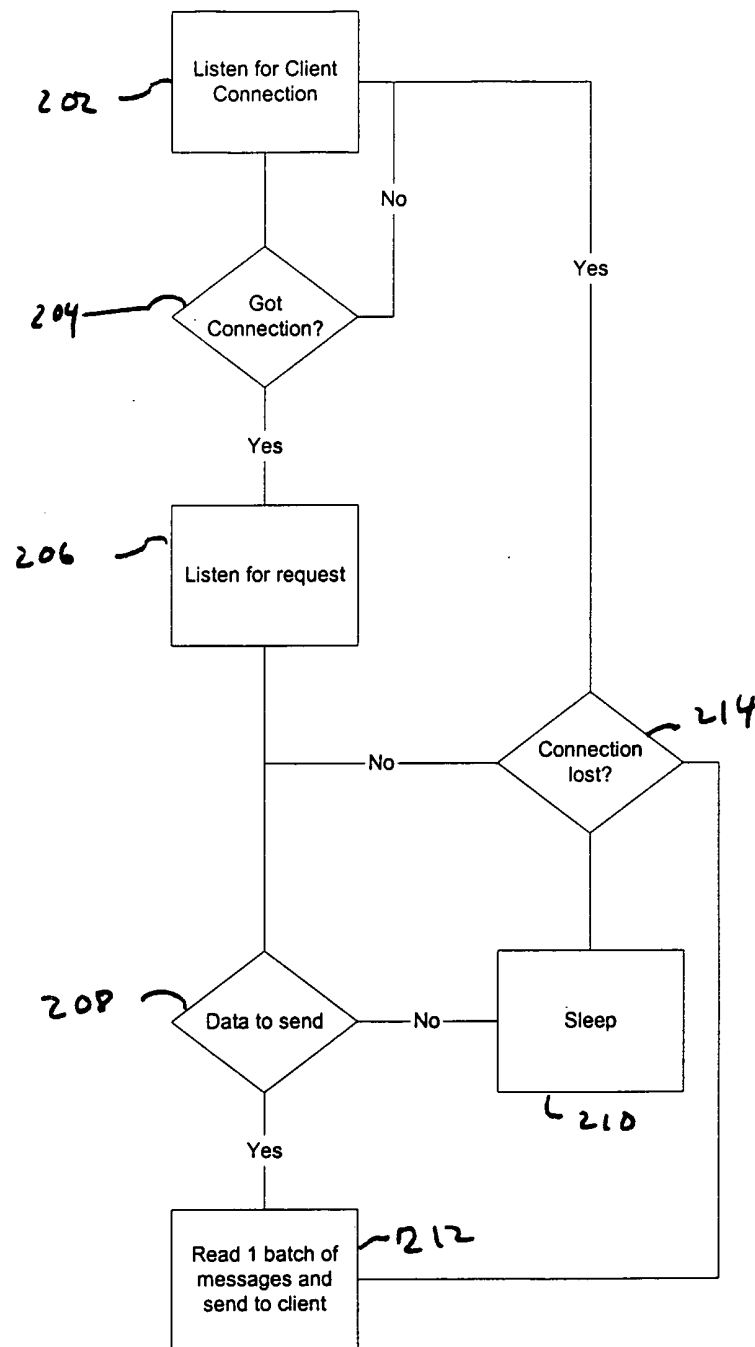 Listen for Client
Connection
202
No
Yes
204
Got
Connection?
Yes
206
Listen for request
214
Connection
lost?
No
208
Data to send
No
Sleep
210
Yes
212
Read 1 batch of
messages and
send to client